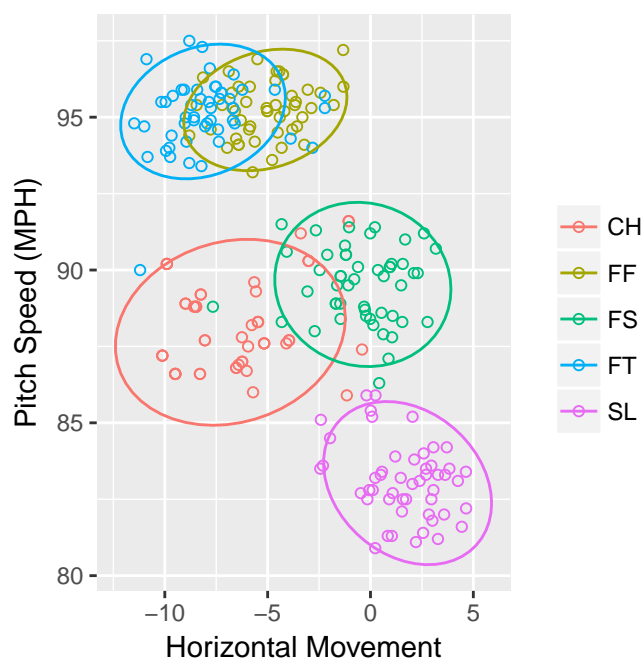 95
90
85
80
−10
−5
0
5
Pitch Speed (MPH)
Horizontal Movement
CH
FF
FS
FT
SL